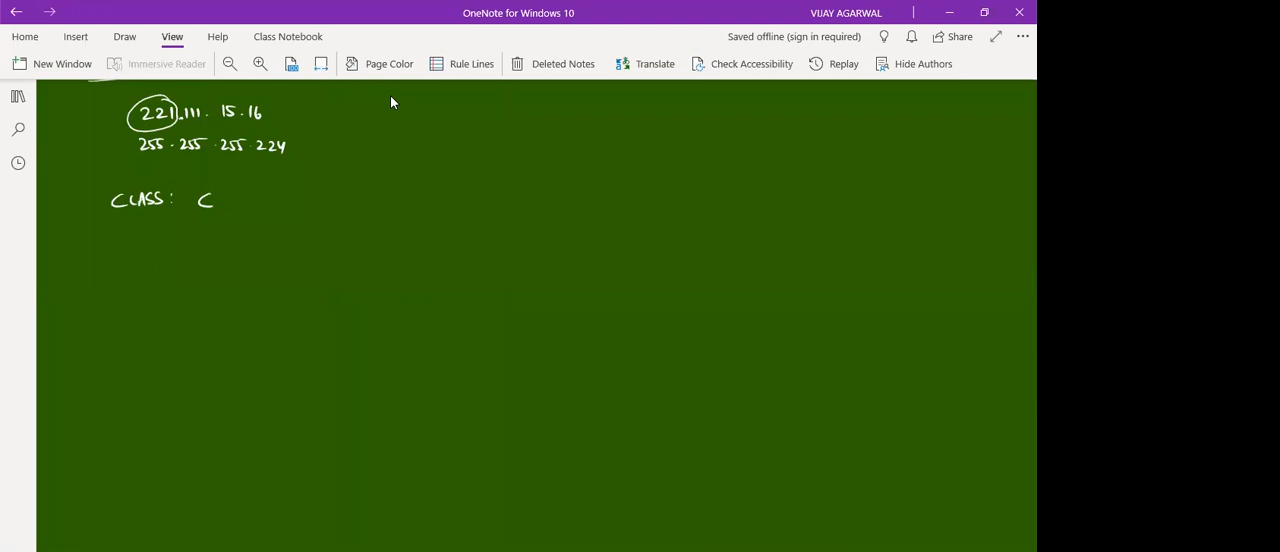 OneNote for Windows 10
VIJAY AGARWAL
Home Insert Draw View Help Class Notebook
Saved offline (sign in required) Share
New Window Immersive Reader Page Color Rule Lines Deleted Notes Translate Check Accessibility Replay Hide Authors
221.111.15.16
255.255.255.224
CLASS: C